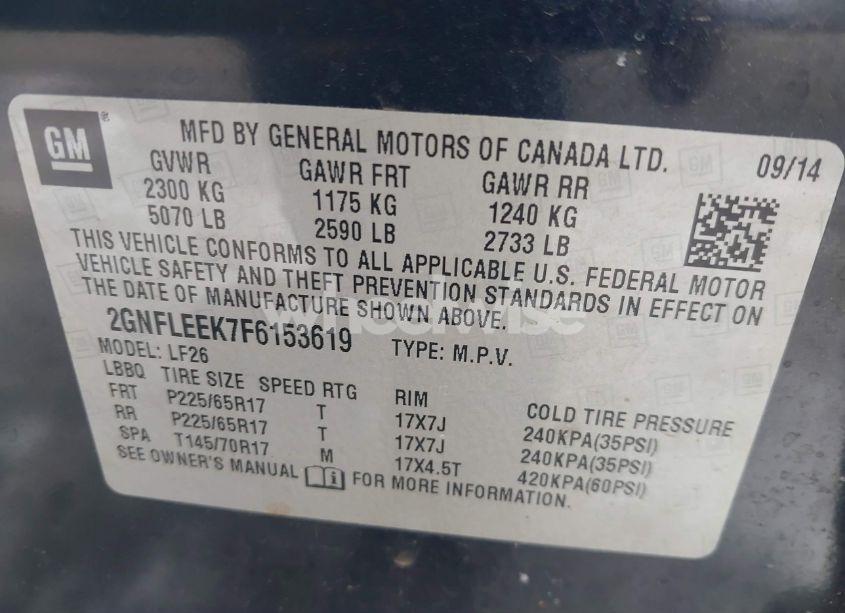 GM®
MFD BY GENERAL MOTORS OF CANADA LTD. 09/14
GVWR GAWR FRT GAWR RR
2300 KG 1175 KG 1240 KG
5070 LB 2590 LB 2733 LB
THIS VEHICLE CONFORMS TO ALL APPLICABLE U.S. FEDERAL MOTOR
VEHICLE SAFETY AND THEFT PREVENTION STANDARDS IN EFFECT ON
THE DATE OF MANUFACTURE SHOWN ABOVE.
2GNFLEEK7F6153619 TYPE: M.P.V.
MODEL: LF26
LBBQ TIRE SIZE SPEED RTG RIM COLD TIRE PRESSURE
FRT P225/65R17 T 17X7J 240KPA(35PSI)
RR P225/65R17 T 17X7J 240KPA(35PSI)
SPA T145/70R17 M 17X4.5T 420KPA(60PSI)
SEE OWNER'S MANUAL FOR MORE INFORMATION.